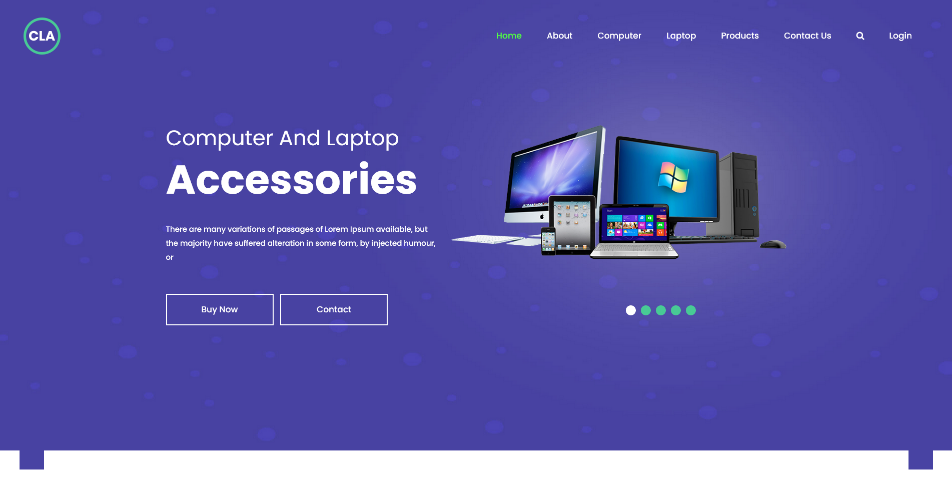 CLA
Home About Computer Laptop Products Contact Us Login
Computer And Laptop
Accessories
There are many variations of passages of Lorem Ipsum available, but
the majority have suffered alteration in some form, by injected humour,
or
Buy Now Contact